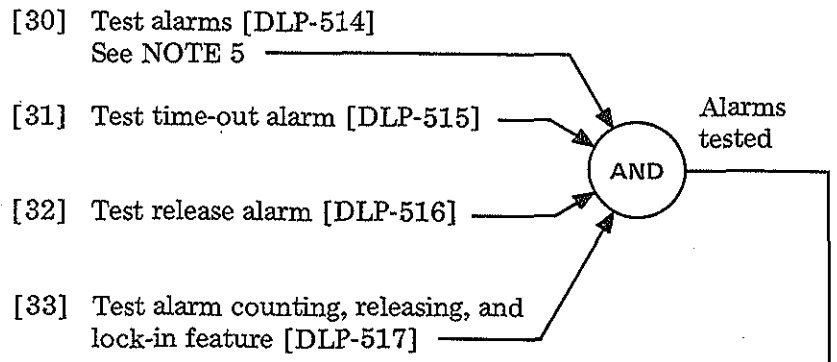 [30] Test alarms [DLP-514]
See NOTE 5
[31] Test time-out alarm [DLP-515]
[32] Test release alarm [DLP-516]
[33] Test alarm counting, releasing, and
lock-in feature [DLP-517]
AND
Alarms
tested